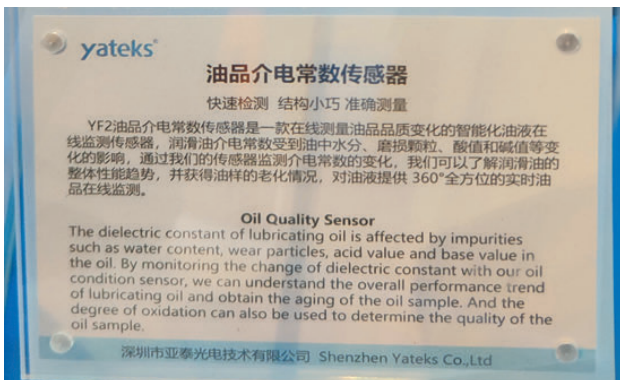 yateks®
油品介电常数传感器
快速检测 结构小巧 准确测量
YF2油品介电常数传感器是一款在线测量油品品质变化的智能化油液在
线监测传感器，润滑油介电常数受到油中水分、磨损颗粒、酸值和碱值等变
化的影响，通过我们的传感器监测介电常数的变化，我们可以了解润滑油的
整体性能趋势，并获得油样的老化情况，对油液提供 360°全方位的实时油
品在线监测。
Oil Quality Sensor
The dielectric constant of lubricating oil is affected by impurities
such as water content, wear particles, acid value and base value in
the oil. By monitoring the change of dielectric constant with our oil
condition sensor, we can understand the overall performance trend
of lubricating oil and obtain the aging of the oil sample. And the
degree of oxidation can also be used to determine the quality of the
oil sample.
深圳市亚泰光电技术有限公司 Shenzhen Yateks Co.,Ltd